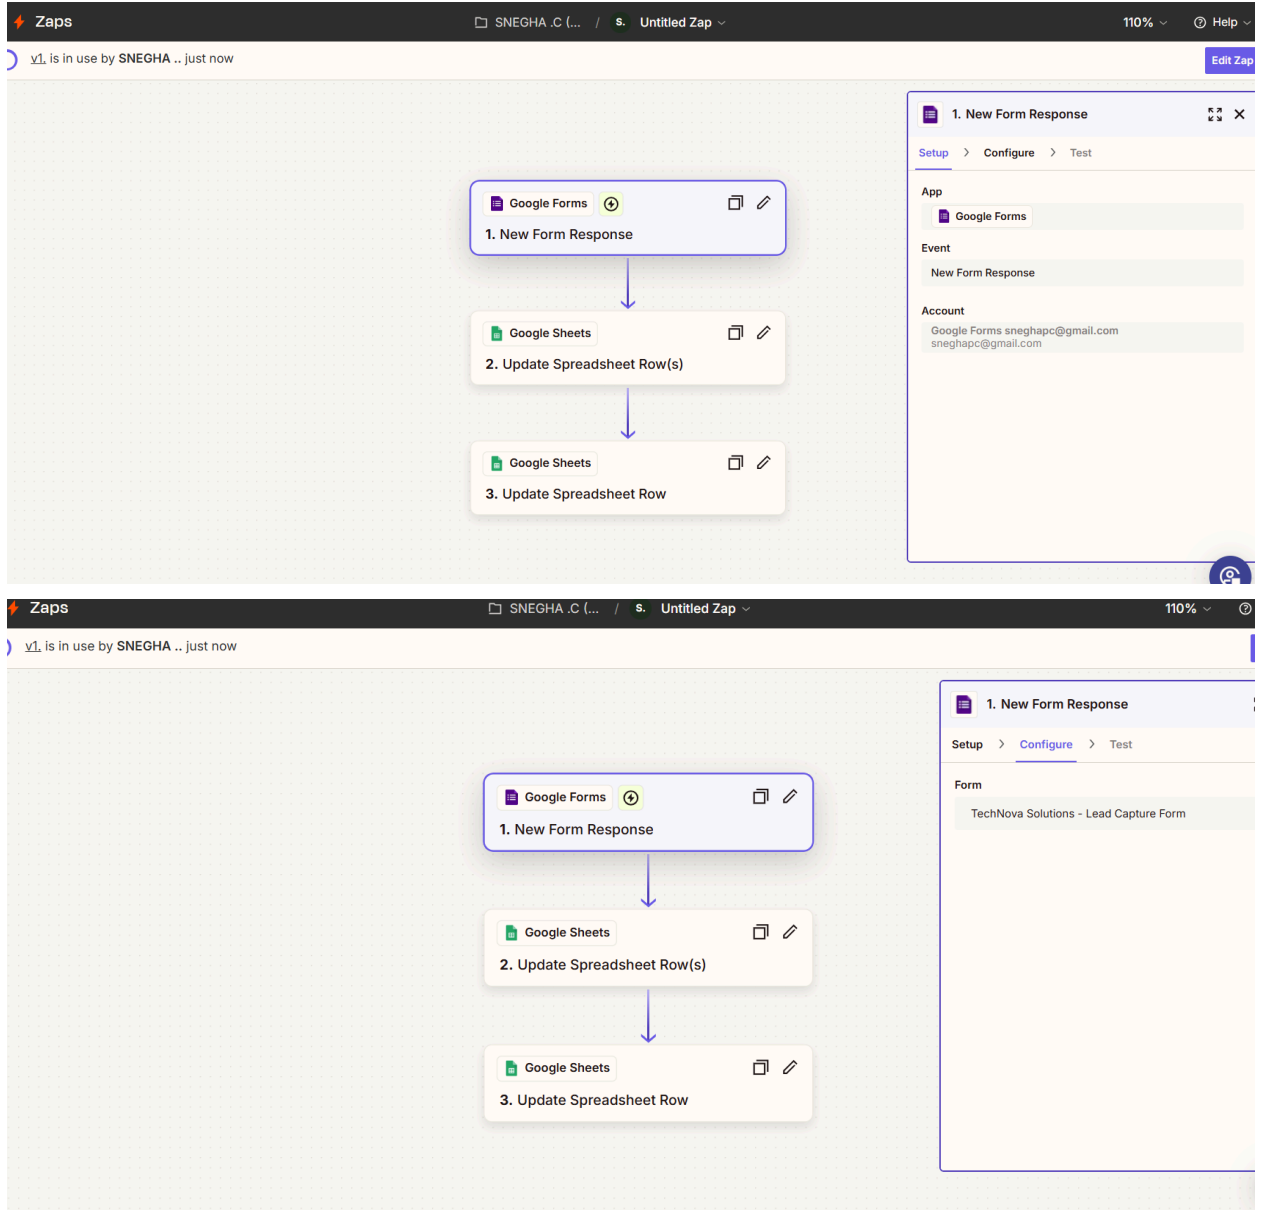 Zaps
SNEGHA .C (... / S. Untitled Zap
110% Help
v1. is in use by SNEGHA .. just now
Edit Zap
1. New Form Response
Setup > Configure > Test
App
Google Forms
Event
New Form Response
Account
Google Forms sneghapc@gmail.com
sneghapc@gmail.com
Google Forms
1. New Form Response
Google Sheets
2. Update Spreadsheet Row(s)
Google Sheets
3. Update Spreadsheet Row
Zaps
SNEGHA .C (... / S. Untitled Zap
110%
v1. is in use by SNEGHA .. just now
1. New Form Response
Setup > Configure > Test
Form
TechNova Solutions - Lead Capture Form
Google Forms
1. New Form Response
Google Sheets
2. Update Spreadsheet Row(s)
Google Sheets
3. Update Spreadsheet Row